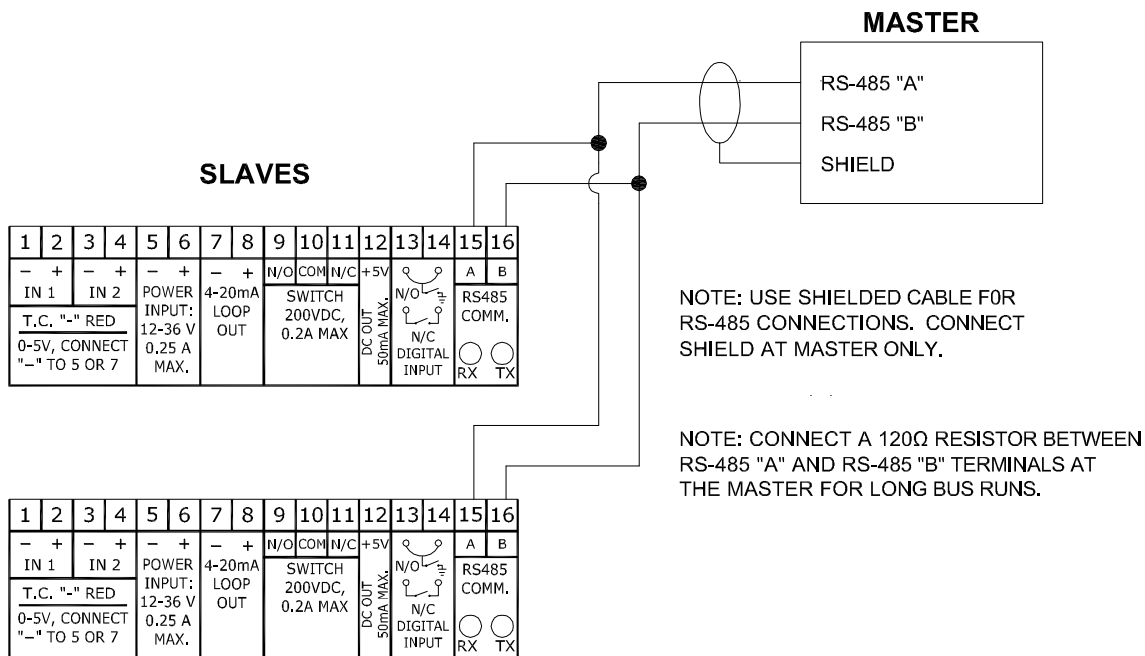 MASTER
RS-485 "A"
RS-485 "B"
SHIELD
SLAVES
1 2 3 4 5 6 7 8 9 10 11 12 13 14 15 16
− + − + − + − + N/O COM N/C +5V A B
IN 1 IN 2
T.C. "-" RED
0-5V, CONNECT
"−" TO 5 OR 7
POWER
INPUT:
12-36 V
0.25 A
MAX.
4-20mA
LOOP
OUT
SWITCH
200VDC,
0.2A MAX
DC OUT
50mA MAX.
N/O
N/C
DIGITAL
INPUT
RS485
COMM.
RX TX
NOTE: USE SHIELDED CABLE F0R
RS-485 CONNECTIONS. CONNECT
SHIELD AT MASTER ONLY.
NOTE: CONNECT A 120Ω RESISTOR BETWEEN
RS-485 "A" AND RS-485 "B" TERMINALS AT
THE MASTER FOR LONG BUS RUNS.
1 2 3 4 5 6 7 8 9 10 11 12 13 14 15 16
− + − + − + − + N/O COM N/C +5V A B
IN 1 IN 2
T.C. "-" RED
0-5V, CONNECT
"−" TO 5 OR 7
POWER
INPUT:
12-36 V
0.25 A
MAX.
4-20mA
LOOP
OUT
SWITCH
200VDC,
0.2A MAX
DC OUT
50mA MAX.
N/O
N/C
DIGITAL
INPUT
RS485
COMM.
RX TX